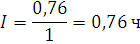 I = 0,76 / 1 = 0,76 ч